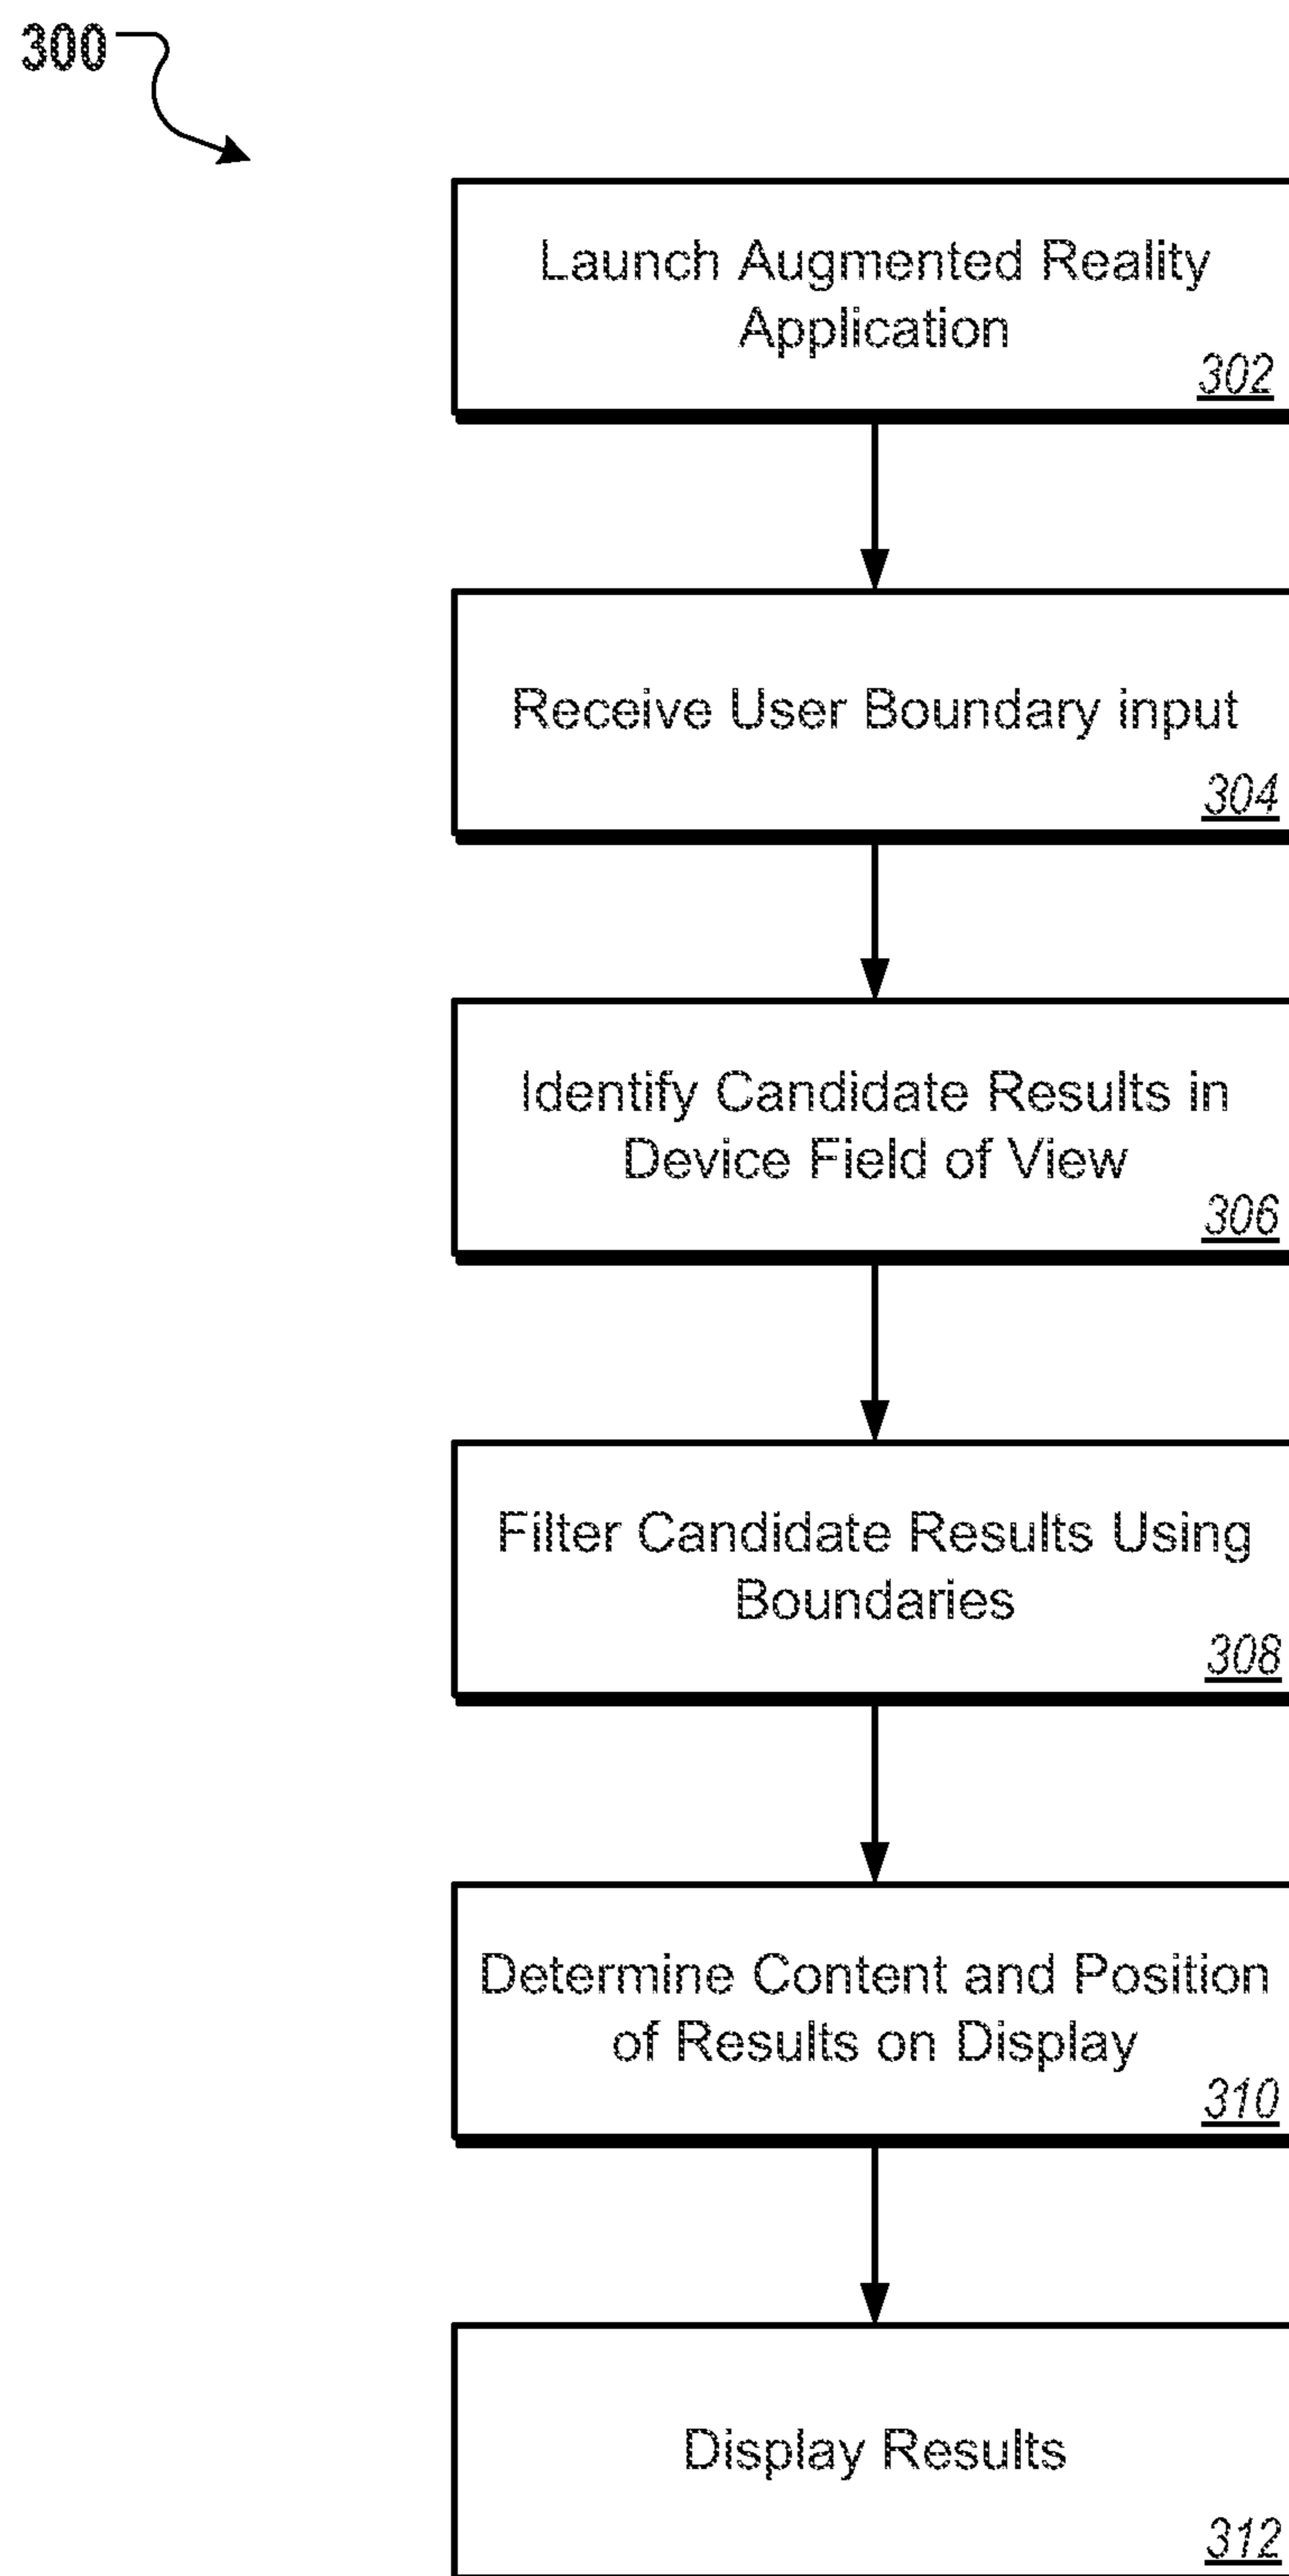 300
Launch Augmented Reality
Application
302
Receive User Boundary input
304
Identify Candidate Results in
Device Field of View
306
Filter Candidate Results Using
Boundaries
308
Determine Content and Position
of Results on Display
310
Display Results
312